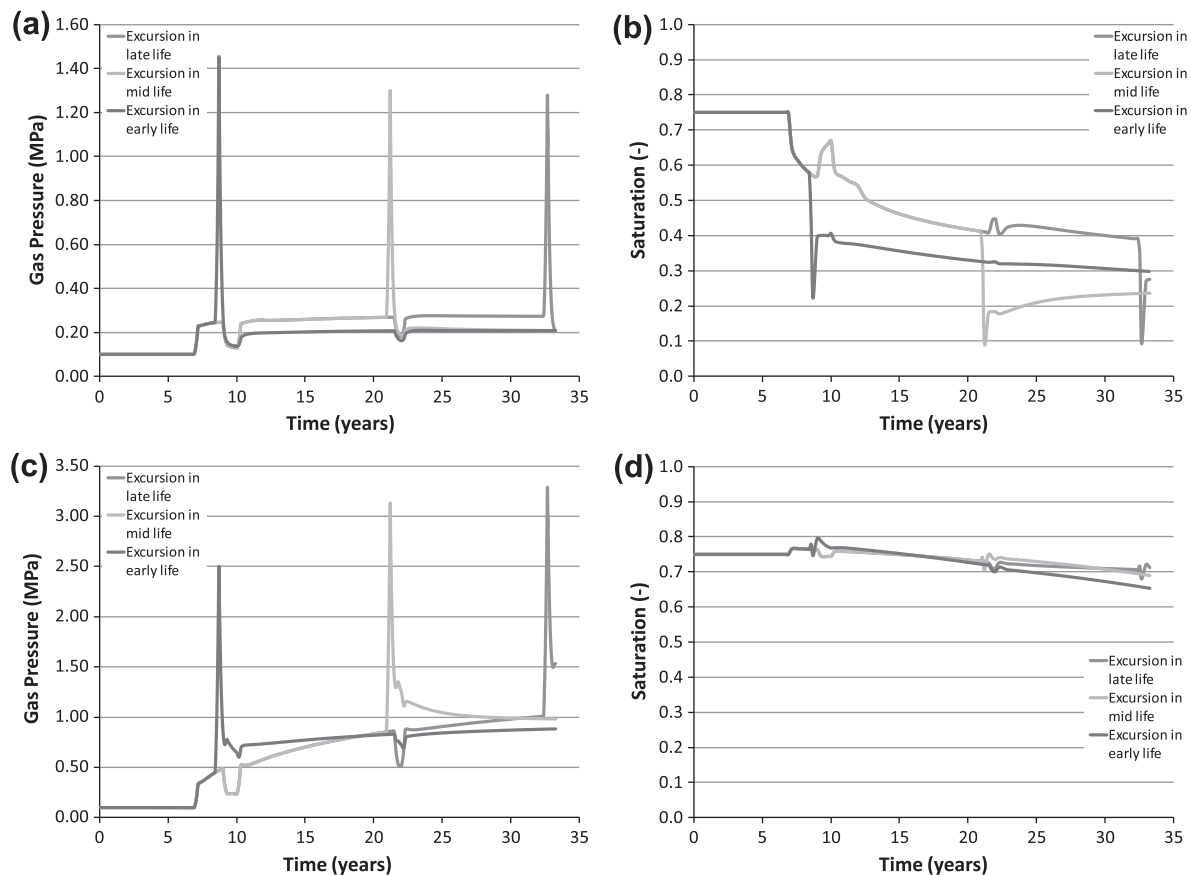 (a)
1.60
1.40
1.20
1.00
0.80
0.60
0.40
0.20
0.00
Gas Pressure (MPa)
Excursion in
late life
Excursion in
mid life
Excursion in
early life
0 5 10 15 20 25 30 35
Time (years)
(b)
1.0
0.9
0.8
0.7
0.6
0.5
0.4
0.3
0.2
0.1
0.0
Saturation (-)
Excursion in
late life
Excursion in
mid life
Excursion in
early life
0 5 10 15 20 25 30 35
Time (years)
(c)
3.50
3.00
2.50
2.00
1.50
1.00
0.50
0.00
Gas Pressure (MPa)
Excursion in
late life
Excursion in
mid life
Excursion in
early life
0 5 10 15 20 25 30 35
Time (years)
(d)
1.0
0.9
0.8
0.7
0.6
0.5
0.4
0.3
0.2
0.1
0.0
Saturation (-)
Excursion in
late life
Excursion in
mid life
Excursion in
early life
0 5 10 15 20 25 30 35
Time (years)